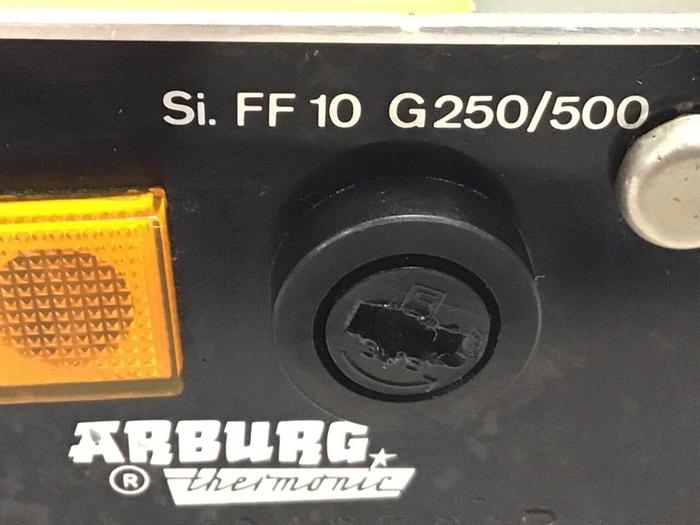 Si. FF 10 G250/500
ARBURG
® thermonic